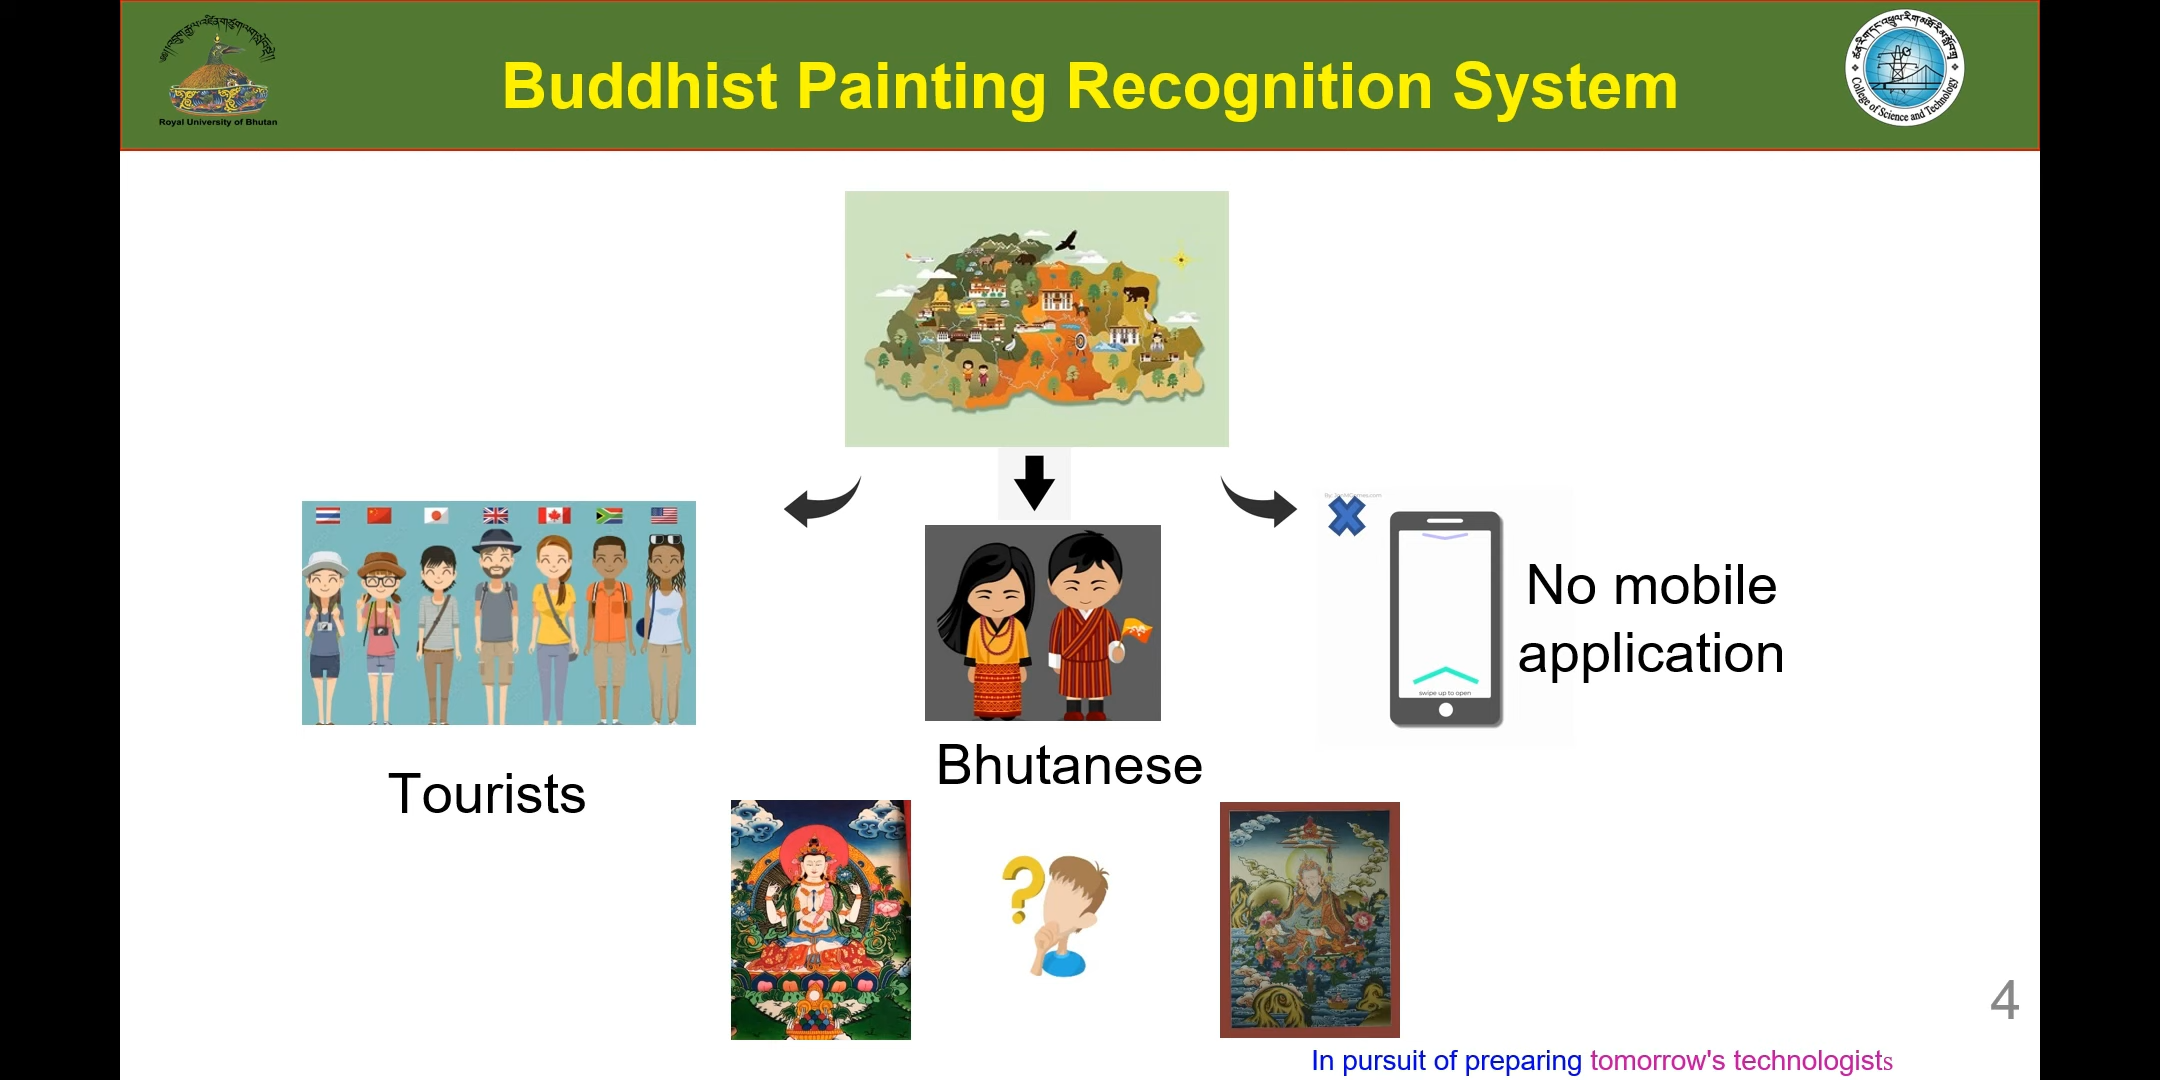 Royal University of Bhutan
Buddhist Painting Recognition System
College of Science and Technology
swipe up to open
No mobile
application
Tourists
Bhutanese
4
In pursuit of preparing tomorrow's technologists